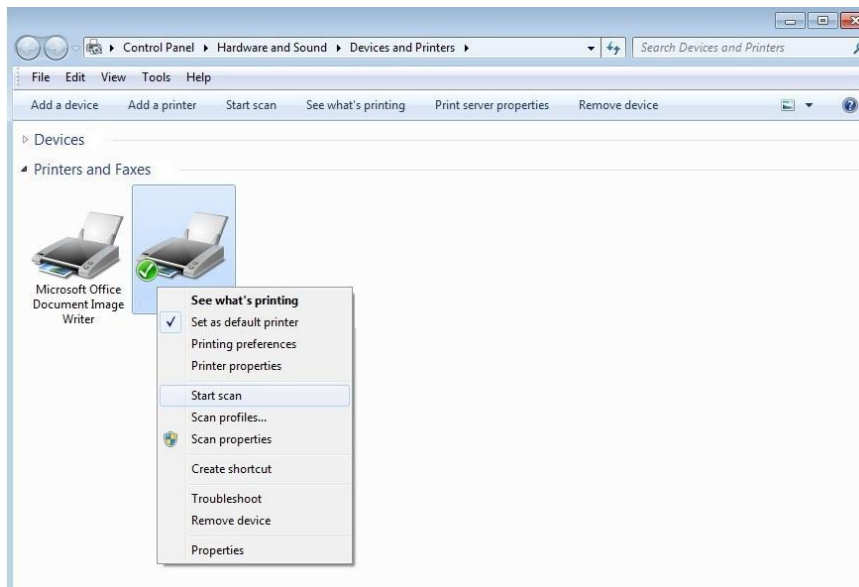 Control Panel Hardware and Sound Devices and Printers Search Devices and Printers
File Edit View Tools Help
Add a device Add a printer Start scan See what's printing Print server properties Remove device
Devices
Printers and Faxes
Microsoft Office
Document Image
Writer
See what's printing
Set as default printer
Printing preferences
Printer properties
Start scan
Scan profiles...
Scan properties
Create shortcut
Troubleshoot
Remove device
Properties